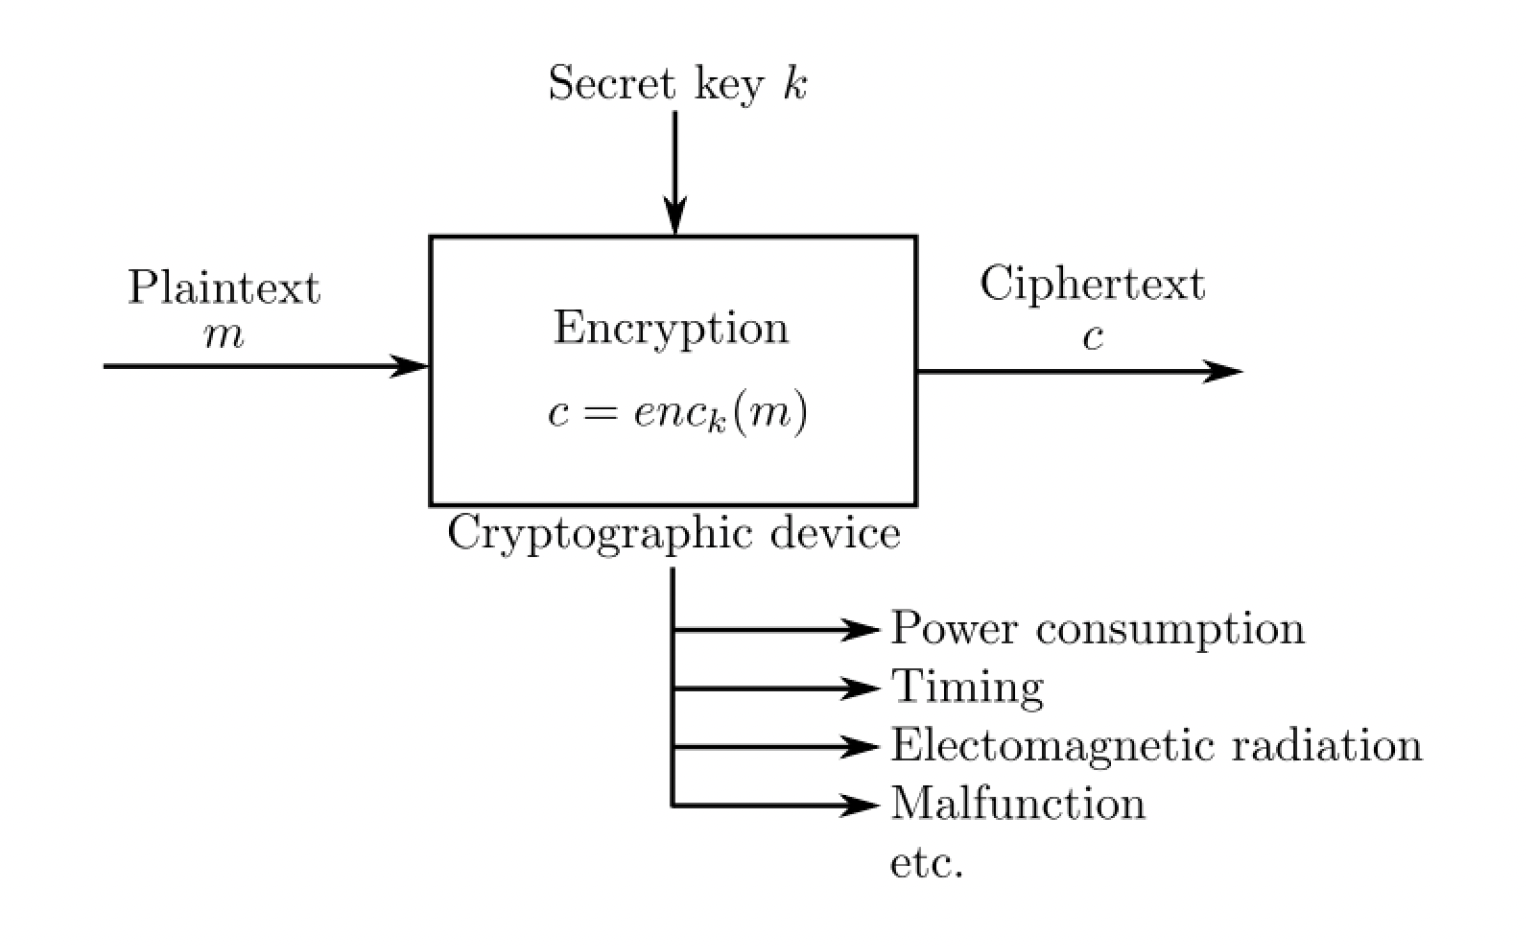 Secret key k
Plaintext
m
Encryption
c = enc_k(m)
Ciphertext
c
Cryptographic device
Power consumption
Timing
Electomagnetic radiation
Malfunction
etc.